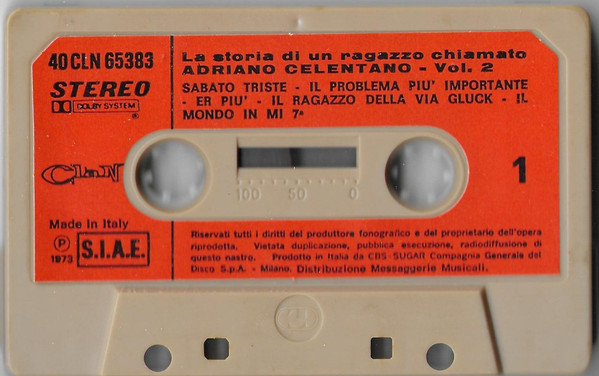 40 CLN 65383
STEREO
DOLBY SYSTEM
®
La storia di un ragazzo chiamato
ADRIANO CELENTANO - Vol. 2
SABATO TRISTE - IL PROBLEMA PIU' IMPORTANTE
- ER PIU' - IL RAGAZZO DELLA VIA GLUCK - IL
MONDO IN MI 7ª
Clan
100 50 0
1
Made in Italy
Ⓟ
1973
S.I.A.E.
Riservati tutti i diritti del produttore fonografico e del proprietario dell'opera
riprodotta. Vietata duplicazione, pubblica esecuzione, radiodiffusione di
questo nastro. Prodotto in Italia da CBS-SUGAR Compagnia Generale del
Disco S.p.A. - Milano. Distribuzione Messaggerie Musicali.